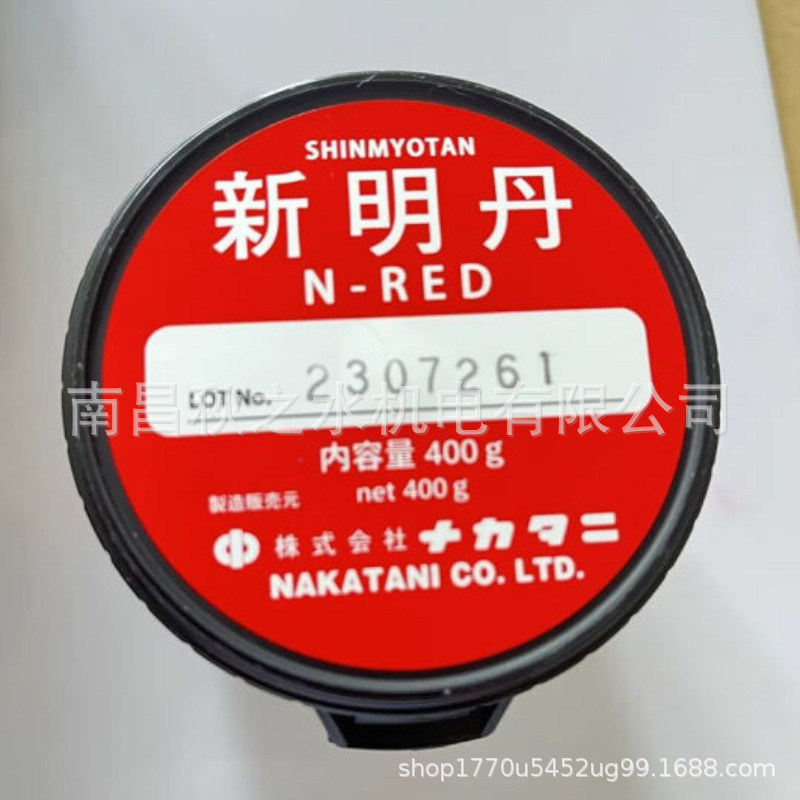 SHINMYOTAN
新明丹
N-RED
LOT No. 2307261
南昌秋之水机电有限公司
内容量 400g
net 400g
製造販売元
株式会社ナカタニ
NAKATANI CO. LTD.
shop1770u5452ug99.1688.com